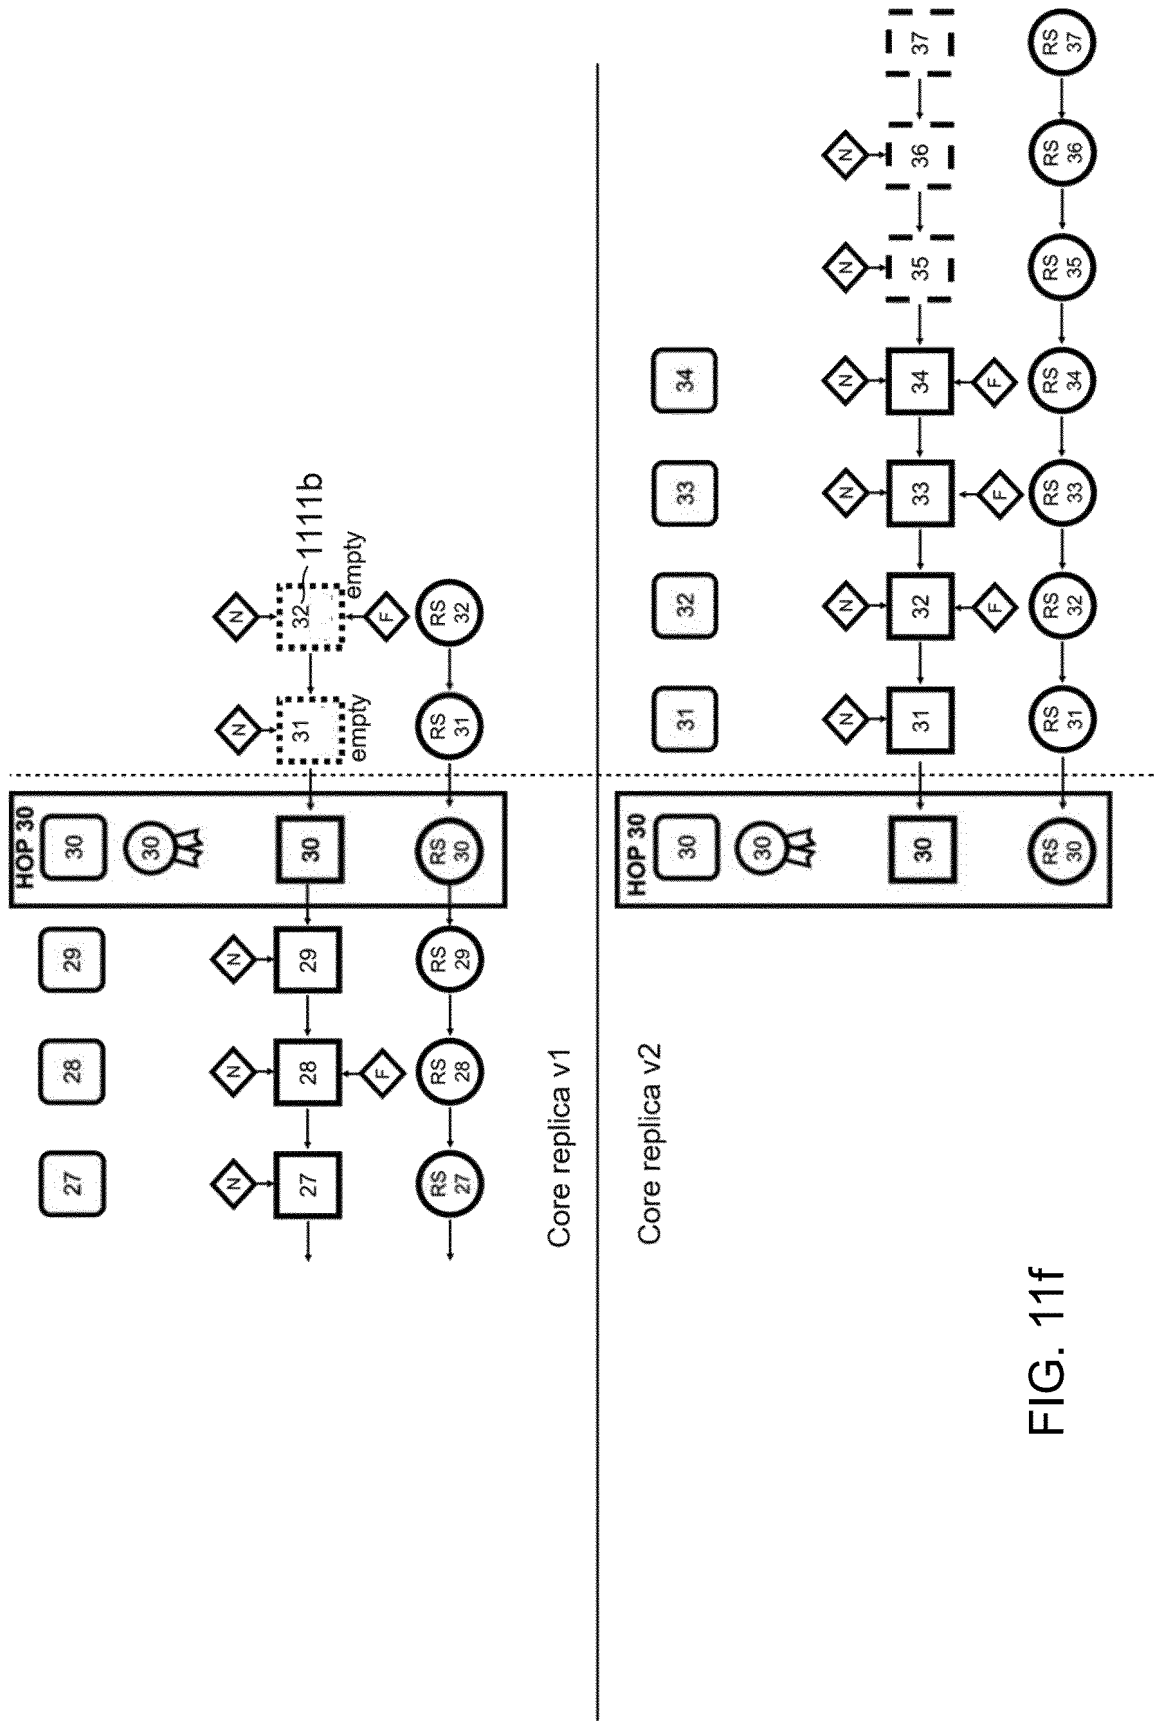 HOP 30
27 28 29 30
30
N N N N N
27 28 29 30 31 32 1111b
empty empty
F F
RS RS RS RS RS RS
27 28 29 30 31 32
Core replica v1
Core replica v2
HOP 30
30 31 32 33 34
30
N N N N N N
30 31 32 33 34 35 36 37
F F F
RS RS RS RS RS RS RS RS
30 31 32 33 34 35 36 37
FIG. 11f